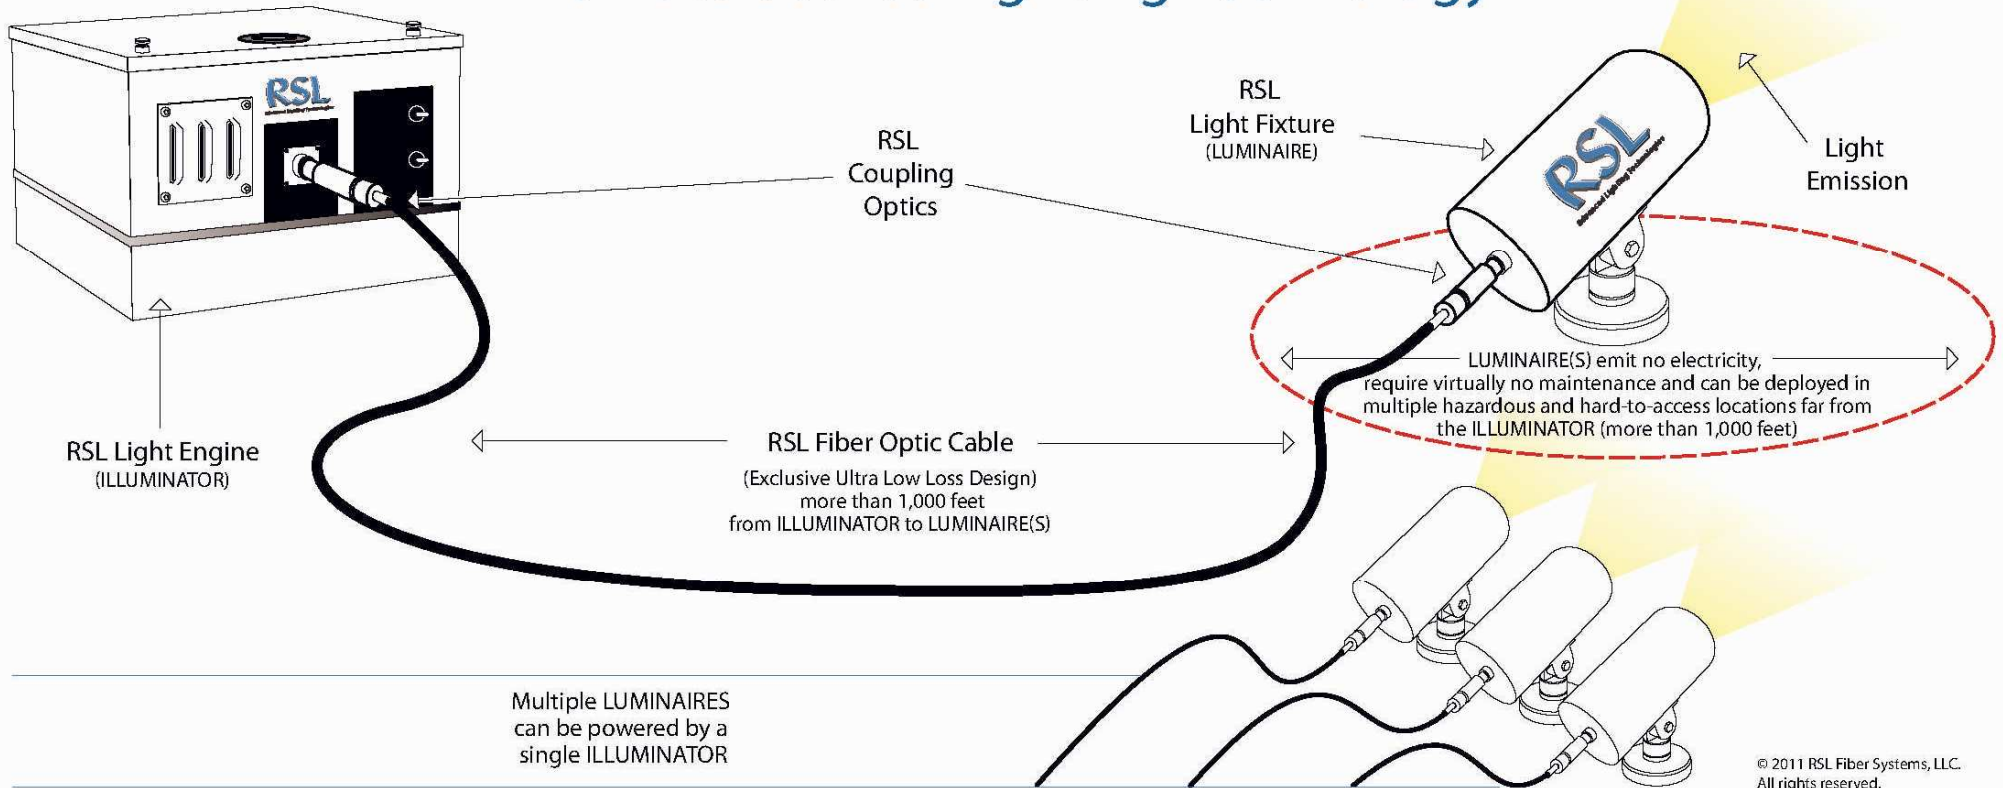 RSL
RSL
Coupling
Optics
RSL
Light Fixture
(LUMINAIRE)
RSL
Advanced Lighting Technologies
Light
Emission
LUMINAIRE(S) emit no electricity,
require virtually no maintenance and can be deployed in
multiple hazardous and hard-to-access locations far from
the ILLUMINATOR (more than 1,000 feet)
RSL Light Engine
(ILLUMINATOR)
RSL Fiber Optic Cable
(Exclusive Ultra Low Loss Design)
more than 1,000 feet
from ILLUMINATOR to LUMINAIRE(S)
Multiple LUMINAIRES
can be powered by a
single ILLUMINATOR
© 2011 RSL Fiber Systems, LLC.
All rights reserved.